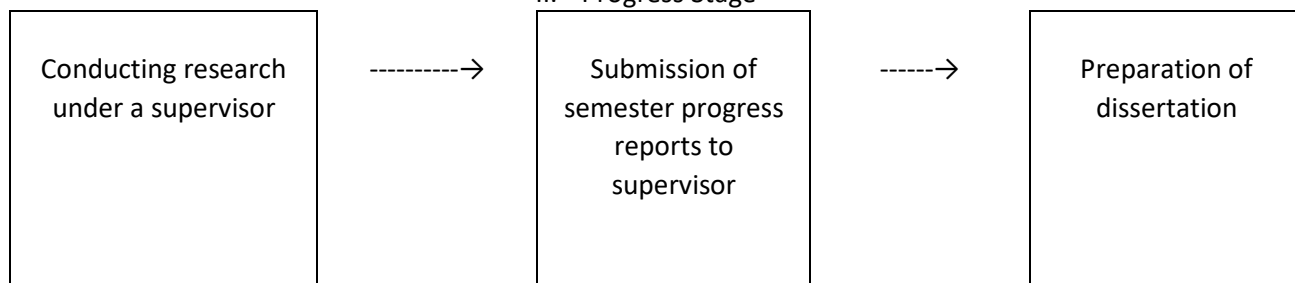 Progress Stage
Conducting research
under a supervisor
----------→
Submission of
semester progress
reports to
supervisor
------→
Preparation of
dissertation